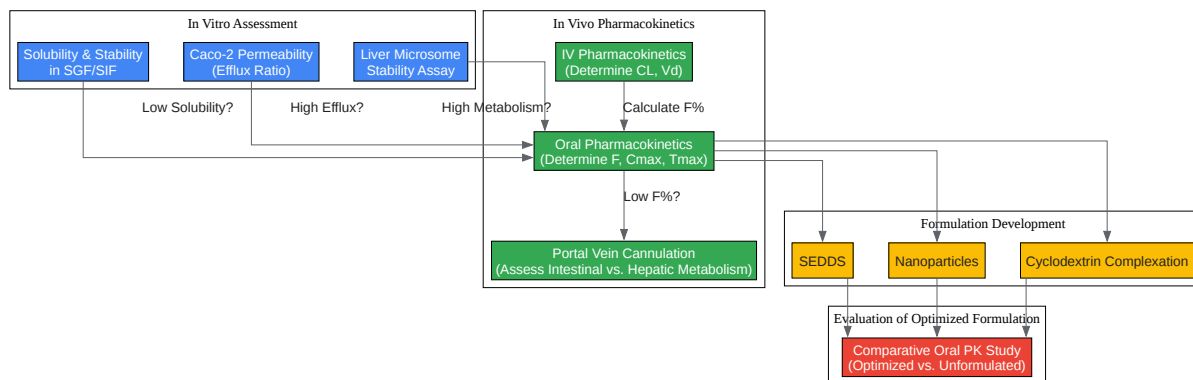 In Vitro Assessment
Solubility & Stability
in SGF/SIF
Caco-2 Permeability
(Efflux Ratio)
Liver Microsome
Stability Assay
In Vivo Pharmacokinetics
IV Pharmacokinetics
(Determine CL, Vd)
Low Solubility?
High Efflux?
High Metabolism?
Calculate F%
Oral Pharmacokinetics
(Determine F, Cmax, Tmax)
Low F%?
Portal Vein Cannulation
(Assess Intestinal vs. Hepatic Metabolism)
Formulation Development
SEDDS
Nanoparticles
Cyclodextrin Complexation
Evaluation of Optimized Formulation
Comparative Oral PK Study
(Optimized vs. Unformulated)